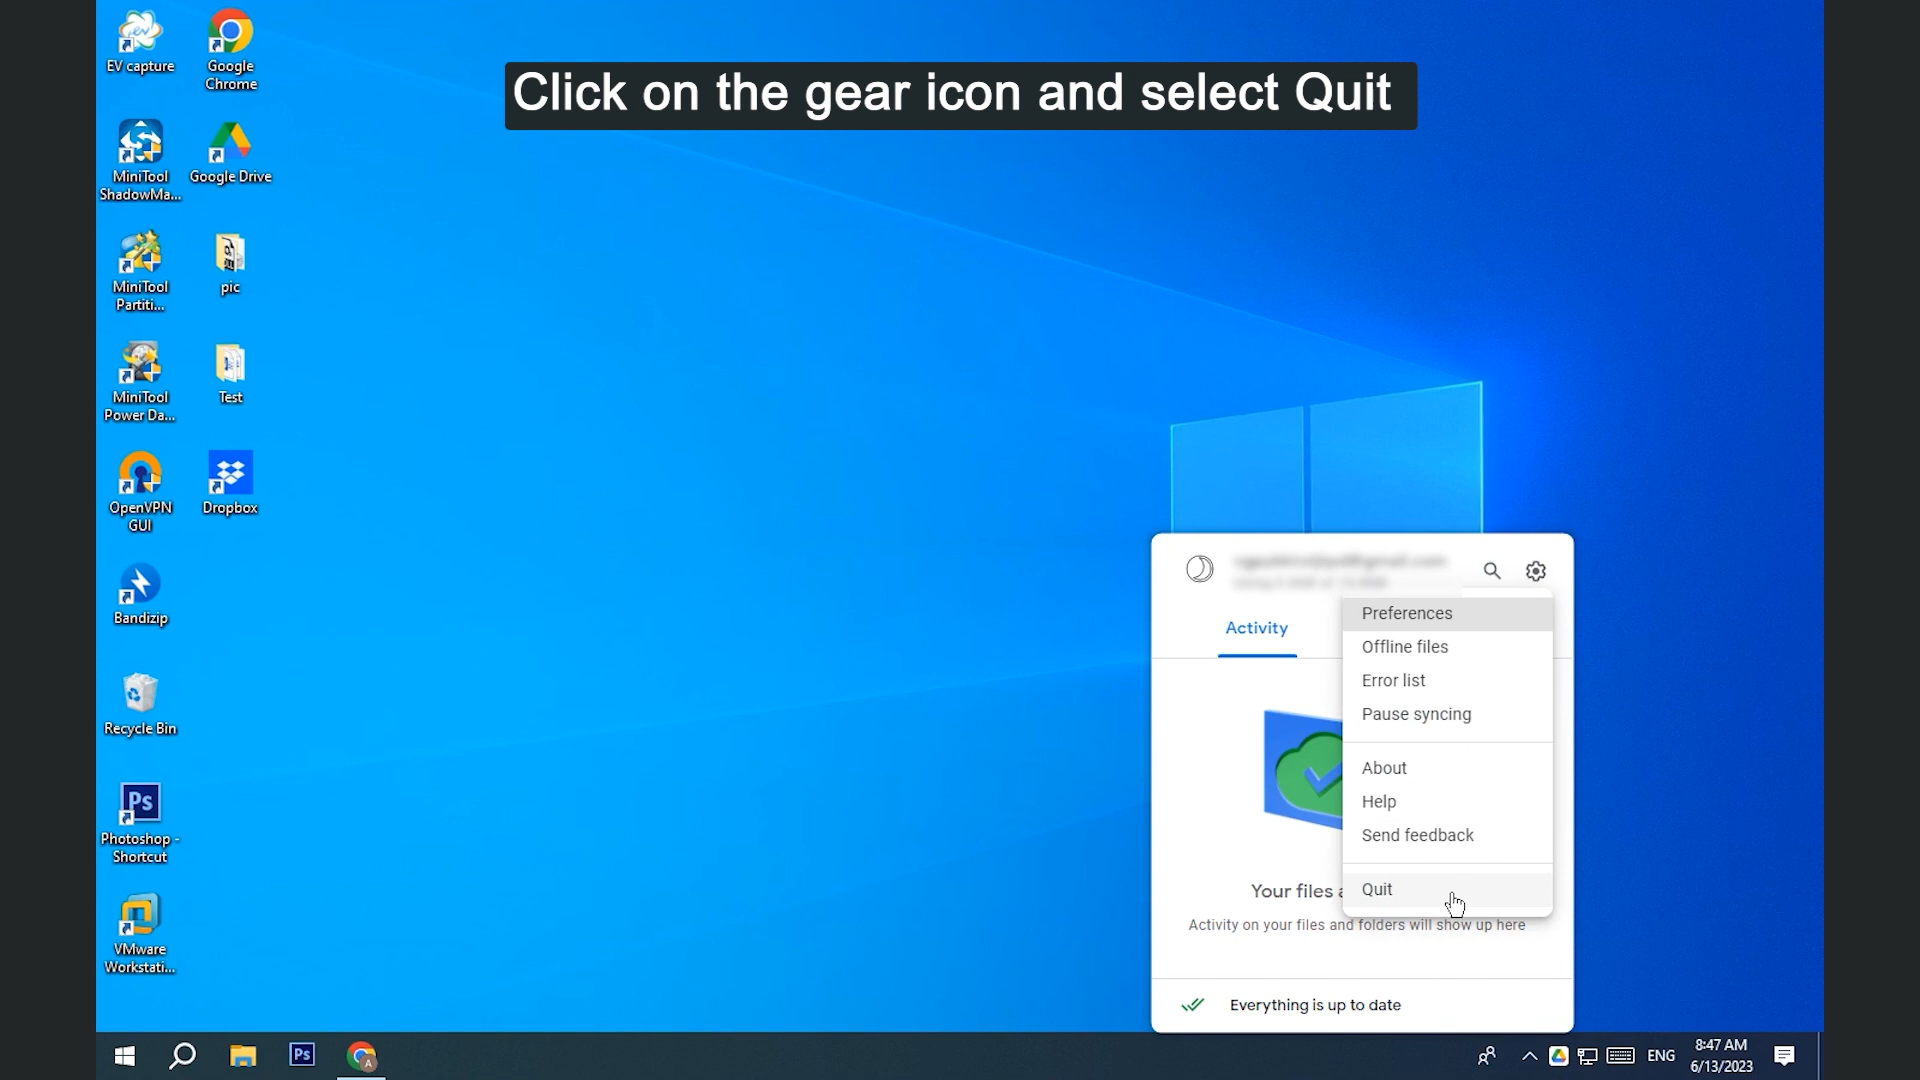 Click on the gear icon and select Quit
EV capture
Google
Chrome
MiniTool
ShadowMa...
Google Drive
MiniTool
Partiti...
pic
MiniTool
Power Da...
Test
OpenVPN
GUI
Dropbox
Bandizip
Recycle Bin
Ps
Photoshop -
Shortcut
VMware
Workstati...
Activity
Preferences
Offline files
Error list
Pause syncing
About
Help
Send feedback
Quit
Your files
Activity on your files and folders will show up here
Everything is up to date
Ps
A
ENG
8:47 AM
6/13/2023